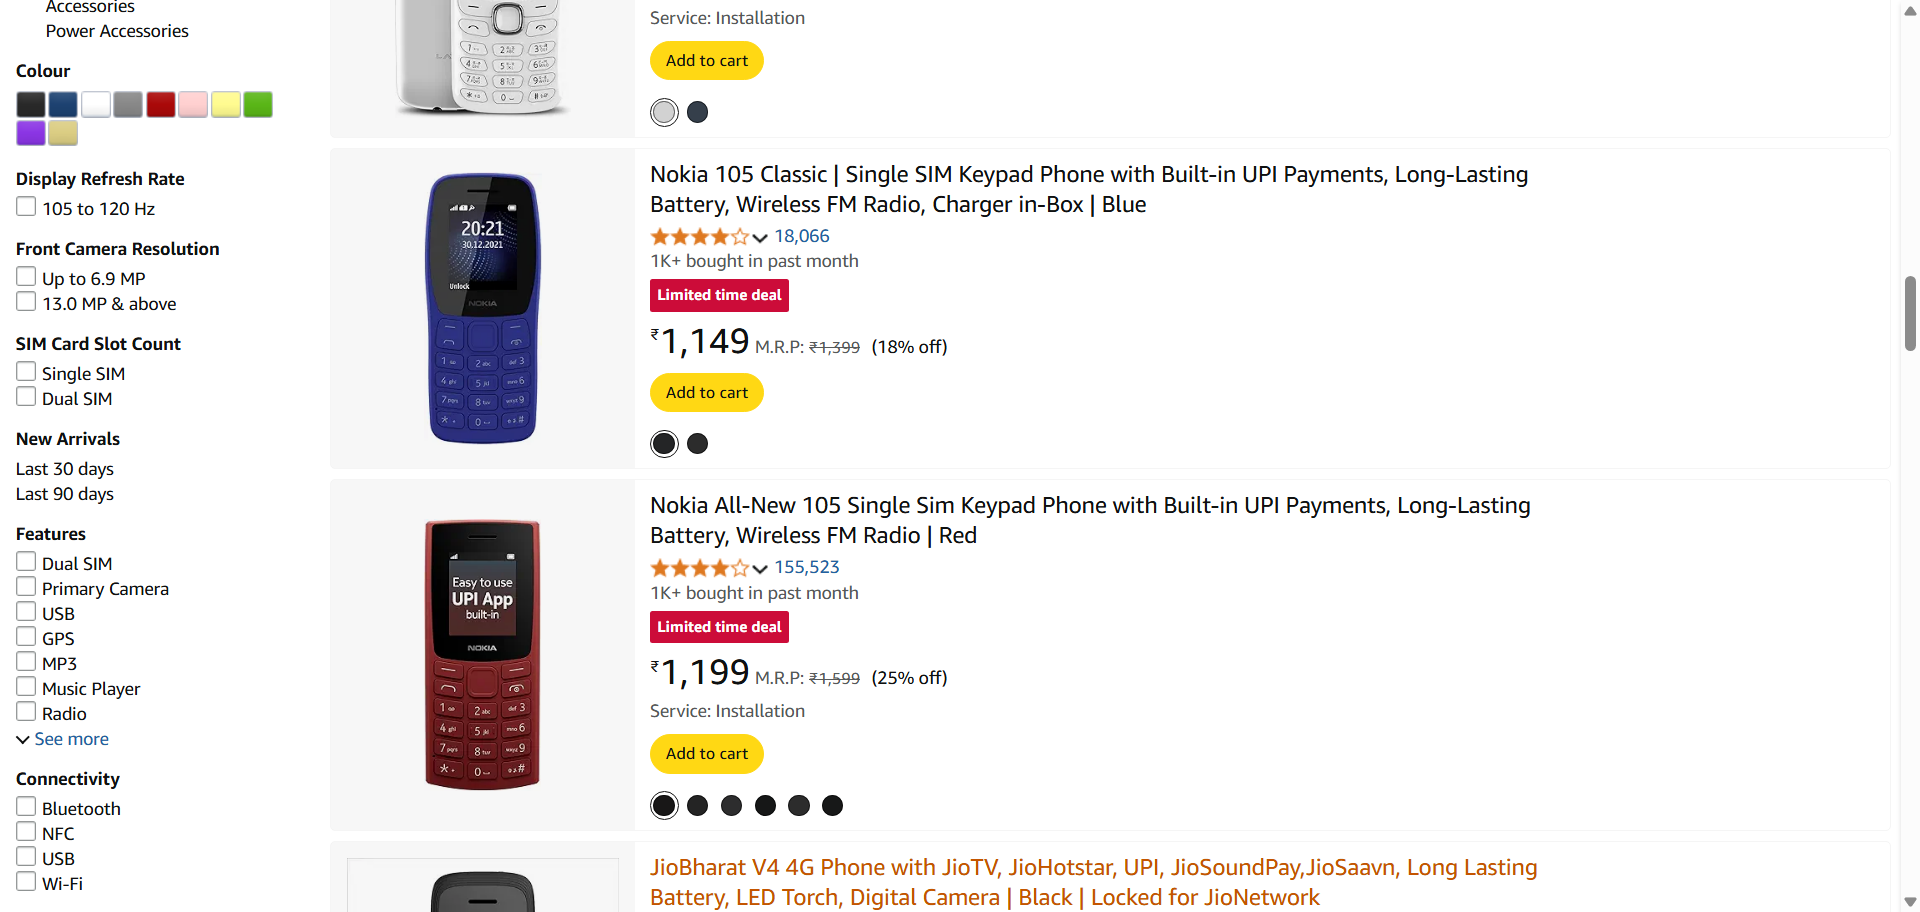 Accessories
Power Accessories
Colour
Display Refresh Rate
105 to 120 Hz
Front Camera Resolution
Up to 6.9 MP
13.0 MP & above
SIM Card Slot Count
Single SIM
Dual SIM
New Arrivals
Last 30 days
Last 90 days
Features
Dual SIM
Primary Camera
USB
GPS
MP3
Music Player
Radio
See more
Connectivity
Bluetooth
NFC
USB
Wi-Fi
Service: Installation
Add to cart
Nokia 105 Classic | Single SIM Keypad Phone with Built-in UPI Payments, Long-Lasting
Battery, Wireless FM Radio, Charger in-Box | Blue
18,066
1K+ bought in past month
Limited time deal
₹1,149 M.R.P: ₹1,399 (18% off)
Add to cart
20:21
30.12.2021
Unlock
NOKIA
Nokia All-New 105 Single Sim Keypad Phone with Built-in UPI Payments, Long-Lasting
Battery, Wireless FM Radio | Red
155,523
1K+ bought in past month
Limited time deal
₹1,199 M.R.P: ₹1,599 (25% off)
Service: Installation
Add to cart
Easy to use
UPI App
built-in
NOKIA
JioBharat V4 4G Phone with JioTV, JioHotstar, UPI, JioSoundPay,JioSaavn, Long Lasting
Battery, LED Torch, Digital Camera | Black | Locked for JioNetwork